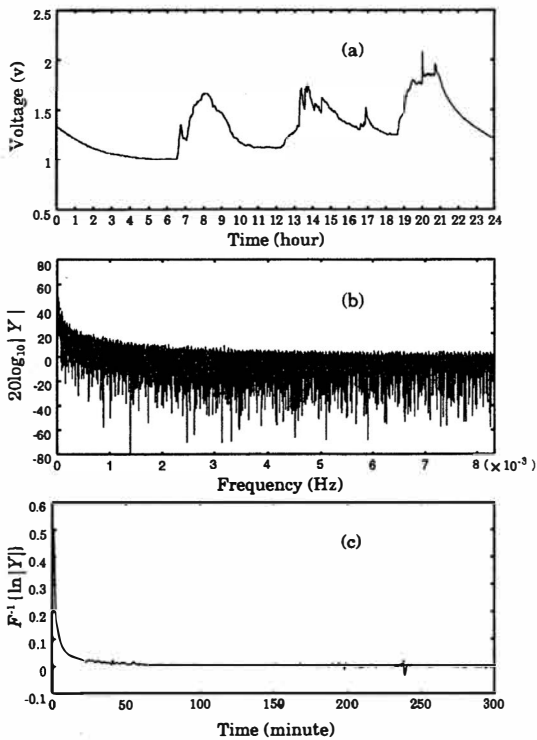 2.5
(a)
2
Voltage (v)
1.5
1
0.5
0 1 2 3 4 5 6 7 8 9 10 11 12 13 14 15 16 17 18 19 20 21 22 23 24
Time (hour)
80
60
(b)
40
20log₁₀| Y |
20
0
-20
-40
-60
-80
0 1 2 3 4 5 6 7 8 (×10⁻³)
Frequency (Hz)
0.6
0.5
(c)
0.4
F⁻¹{ln|Y|}
0.3
0.2
0.1
0
-0.1
0 50 100 150 200 250 300
Time (minute)